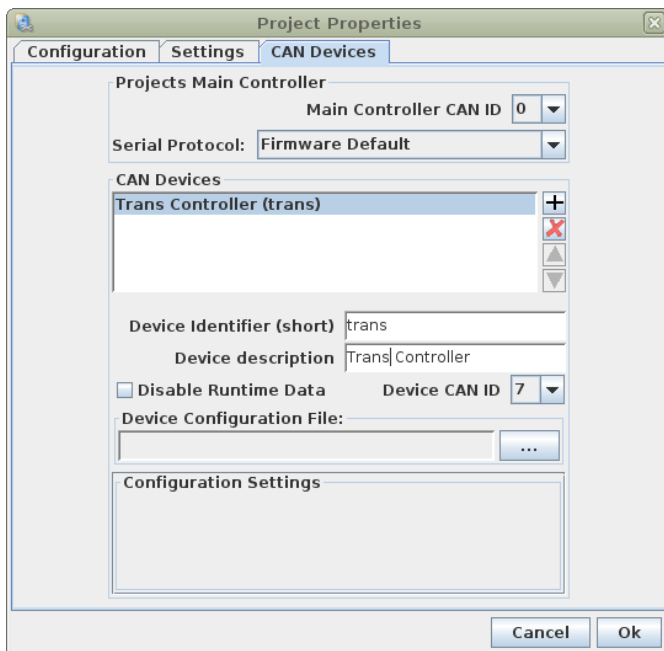 Project Properties
Configuration Settings CAN Devices
Projects Main Controller
Main Controller CAN ID 0
Serial Protocol: Firmware Default
CAN Devices
Trans Controller (trans)
Device Identifier (short) trans
Device description Trans Controller
Disable Runtime Data Device CAN ID 7
Device Configuration File:
...
Configuration Settings
Cancel Ok